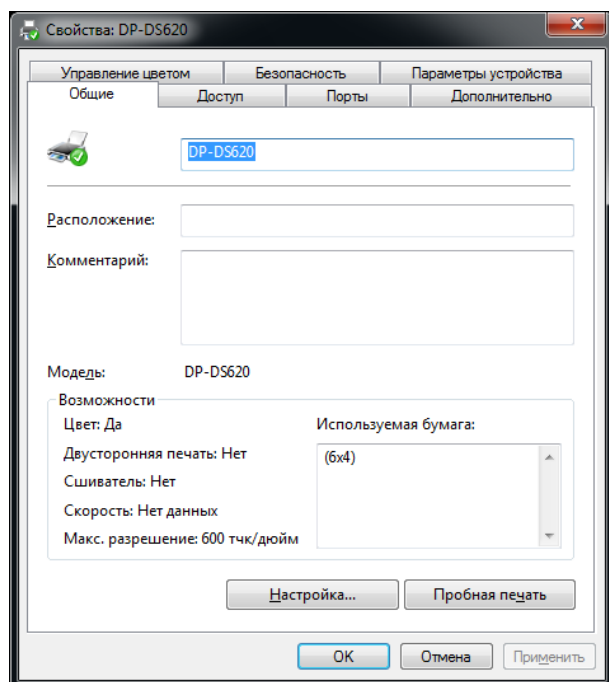 Свойства: DP-DS620
Управление цветом Безопасность Параметры устройства
Общие Доступ Порты Дополнительно
DP-DS620
Расположение:
Комментарий:
Модель: DP-DS620
Возможности
Цвет: Да Используемая бумага:
Двусторонняя печать: Нет (6x4)
Сшиватель: Нет
Скорость: Нет данных
Макс. разрешение: 600 тчк/дюйм
Настройка... Пробная печать
OK Отмена Применить